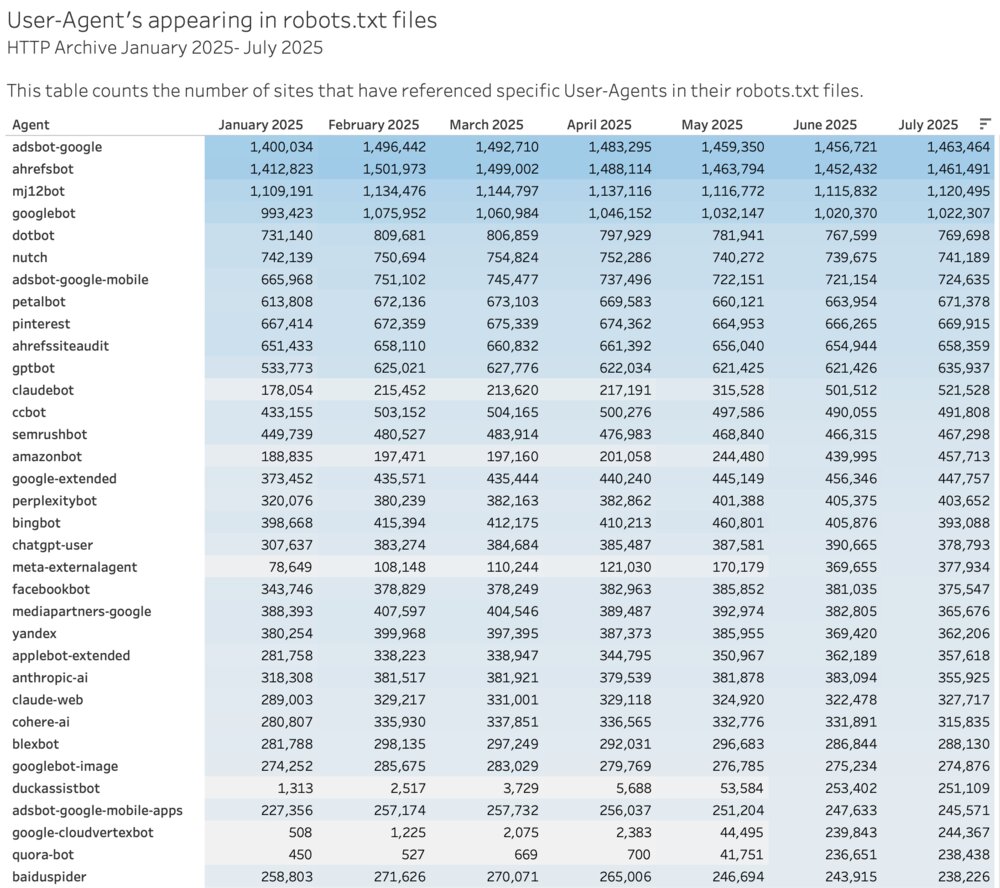 User-Agent's appearing in robots.txt files
HTTP Archive January 2025- July 2025
This table counts the number of sites that have referenced specific User-Agents in their robots.txt files.
Agent January 2025 February 2025 March 2025 April 2025 May 2025 June 2025 July 2025
adsbot-google 1,400,034 1,496,442 1,492,710 1,483,295 1,459,350 1,456,721 1,463,464
ahrefsbot 1,412,823 1,501,973 1,499,002 1,488,114 1,463,794 1,452,432 1,461,491
mj12bot 1,109,191 1,134,476 1,144,797 1,137,116 1,116,772 1,115,832 1,120,495
googlebot 993,423 1,075,952 1,060,984 1,046,152 1,032,147 1,020,370 1,022,307
dotbot 731,140 809,681 806,859 797,929 781,941 767,599 769,698
nutch 742,139 750,694 754,824 752,286 740,272 739,675 741,189
adsbot-google-mobile 665,968 751,102 745,477 737,496 722,151 721,154 724,635
petalbot 613,808 672,136 673,103 669,583 660,121 663,954 671,378
pinterest 667,414 672,359 675,339 674,362 664,953 666,265 669,915
ahrefssiteaudit 651,433 658,110 660,832 661,392 656,040 654,944 658,359
gptbot 533,773 625,021 627,776 622,034 621,425 621,426 635,937
claudebot 178,054 215,452 213,620 217,191 315,528 501,512 521,528
ccbot 433,155 503,152 504,165 500,276 497,586 490,055 491,808
semrushbot 449,739 480,527 483,914 476,983 468,840 466,315 467,298
amazonbot 188,835 197,471 197,160 201,058 244,480 439,995 457,713
google-extended 373,452 435,571 435,444 440,240 445,149 456,346 447,757
perplexitybot 320,076 380,239 382,163 382,862 401,388 405,375 403,652
bingbot 398,668 415,394 412,175 410,213 460,801 405,876 393,088
chatgpt-user 307,637 383,274 384,684 385,487 387,581 390,665 378,793
meta-externalagent 78,649 108,148 110,244 121,030 170,179 369,655 377,934
facebookbot 343,746 378,829 378,249 382,963 385,852 381,035 375,547
mediapartners-google 388,393 407,597 404,546 389,487 392,974 382,805 365,676
yandex 380,254 399,968 397,395 387,373 385,955 369,420 362,206
applebot-extended 281,758 338,223 338,947 344,795 350,967 362,189 357,618
anthropic-ai 318,308 381,517 381,921 379,539 381,878 383,094 355,925
claude-web 289,003 329,217 331,001 329,118 324,920 322,478 327,717
cohere-ai 280,807 335,930 337,851 336,565 332,776 331,891 315,835
blexbot 281,788 298,135 297,249 292,031 296,683 286,844 288,130
googlebot-image 274,252 285,675 283,029 279,769 276,785 275,234 274,876
duckassistbot 1,313 2,517 3,729 5,688 53,584 253,402 251,109
adsbot-google-mobile-apps 227,356 257,174 257,732 256,037 251,204 247,633 245,571
google-cloudvertexbot 508 1,225 2,075 2,383 44,495 239,843 244,367
quora-bot 450 527 669 700 41,751 236,651 238,438
baiduspider 258,803 271,626 270,071 265,006 246,694 243,915 238,226